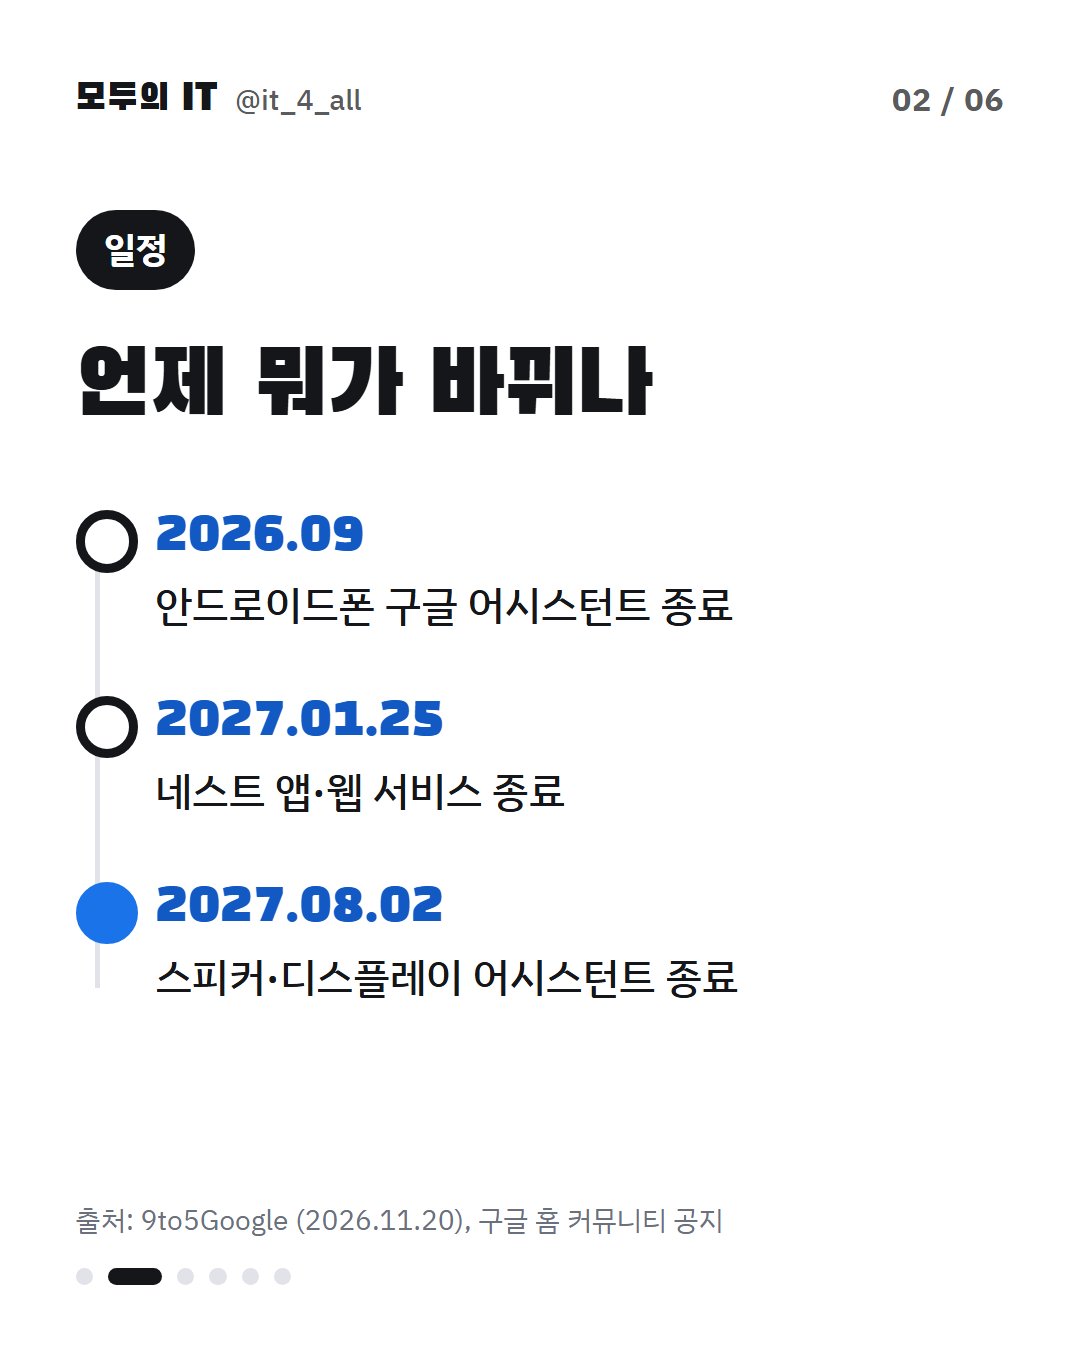 모두의 IT @it_4_all
02 / 06
일정
언제 뭐가 바뀌나
2026.09
안드로이드폰 구글 어시스턴트 종료
2027.01.25
네스트 앱·웹 서비스 종료
2027.08.02
스피커·디스플레이 어시스턴트 종료
출처: 9to5Google (2026.11.20), 구글 홈 커뮤니티 공지